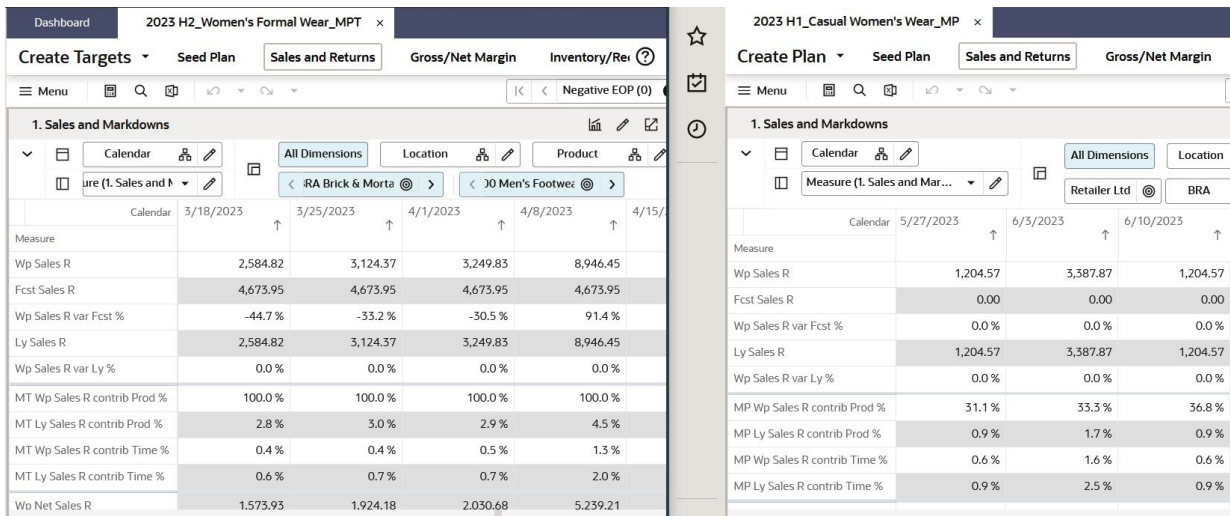 Dashboard 2023 H2_Women's Formal Wear_MPT ×
Create Targets Seed Plan Sales and Returns Gross/Net Margin Inventory/Re
Menu Negative EOP (0)
1. Sales and Markdowns
Calendar All Dimensions Location Product
ure (1. Sales and M RA Brick & Morta 00 Men's Footwea
Calendar 3/18/2023 3/25/2023 4/1/2023 4/8/2023 4/15/
Measure
Wp Sales R 2,584.82 3,124.37 3,249.83 8,946.45
Fcst Sales R 4,673.95 4,673.95 4,673.95 4,673.95
Wp Sales R var Fcst % -44.7 % -33.2 % -30.5 % 91.4 %
Ly Sales R 2,584.82 3,124.37 3,249.83 8,946.45
Wp Sales R var Ly % 0.0 % 0.0 % 0.0 % 0.0 %
MT Wp Sales R contrib Prod % 100.0 % 100.0 % 100.0 % 100.0 %
MT Ly Sales R contrib Prod % 2.8 % 3.0 % 2.9 % 4.5 %
MT Wp Sales R contrib Time % 0.4 % 0.4 % 0.5 % 1.3 %
MT Ly Sales R contrib Time % 0.6 % 0.7 % 0.7 % 2.0 %
Wp Net Sales R 1,573.93 1,924.18 2,030.68 5,239.21
2023 H1_Casual Women's Wear_MP ×
Create Plan Seed Plan Sales and Returns Gross/Net Margin
Menu
1. Sales and Markdowns
Calendar All Dimensions Location
Measure (1. Sales and Mar... Retailer Ltd BRA
Calendar 5/27/2023 6/3/2023 6/10/2023
Measure
Wp Sales R 1,204.57 3,387.87 1,204.57
Fcst Sales R 0.00 0.00 0.00
Wp Sales R var Fcst % 0.0 % 0.0 % 0.0 %
Ly Sales R 1,204.57 3,387.87 1,204.57
Wp Sales R var Ly % 0.0 % 0.0 % 0.0 %
MP Wp Sales R contrib Prod % 31.1 % 33.3 % 36.8 %
MP Ly Sales R contrib Prod % 0.9 % 1.7 % 0.9 %
MP Wp Sales R contrib Time % 0.6 % 1.6 % 0.6 %
MP Ly Sales R contrib Time % 0.9 % 2.5 % 0.9 %